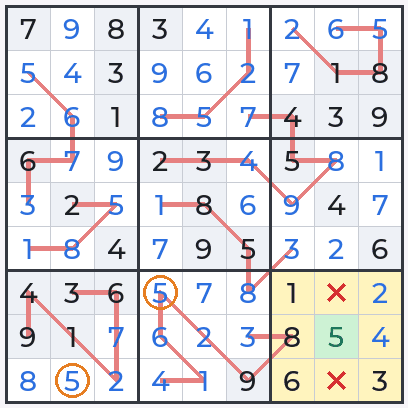 7 9 8 3 4 1 2 6 5
5 4 3 9 6 2 7 1 8
2 6 1 8 5 7 4 3 9
6 7 9 2 3 4 5 8 1
3 2 5 1 8 6 9 4 7
1 8 4 7 9 5 3 2 6
4 3 6 5 7 8 1 2
9 1 7 6 2 3 8 5 4
8 5 2 4 1 9 6 3